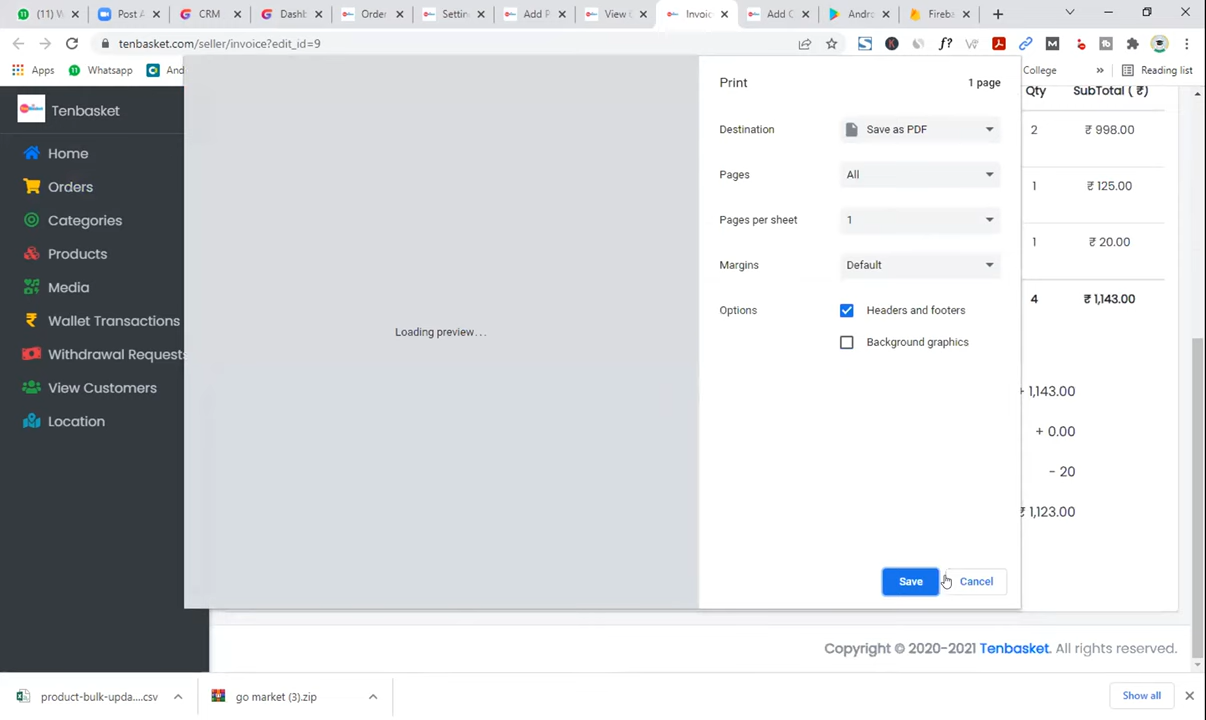 (11) W
Post A
CRM
Dashb
Order
Settin
Add P
View C
Invoic
Add C
Andro
Fireba
tenbasket.com/seller/invoice?edit_id=9
Apps
Whatsapp
And
College
»
Reading list
Tenbasket
Home
Orders
Categories
Products
Media
Wallet Transactions
Withdrawal Requests
View Customers
Location
Loading preview...
Print
1 page
Destination
Save as PDF
Pages
All
Pages per sheet
1
Margins
Default
Options
Headers and footers
Background graphics
Save
Cancel
Qty SubTotal ( ₹)
2 ₹ 998.00
1 ₹ 125.00
1 ₹ 20.00
4 ₹ 1,143.00
+ 1,143.00
+ 0.00
- 20
₹ 1,123.00
Copyright © 2020-2021 Tenbasket. All rights reserved.
product-bulk-upda....csv
go market (3).zip
Show all